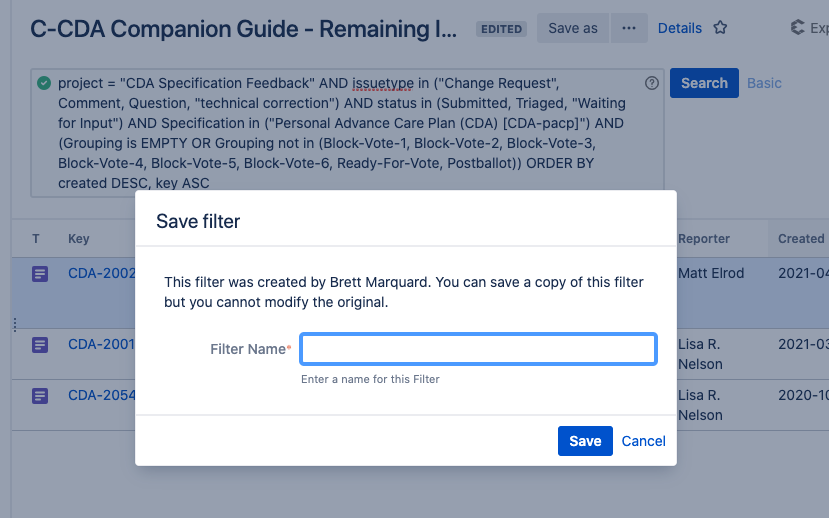 C-CDA Companion Guide - Remaining I...
EDITED
Save as
...
Details
Exp
project = "CDA Specification Feedback" AND issuetype in ("Change Request",
Comment, Question, "technical correction") AND status in (Submitted, Triaged, "Waiting
for Input") AND Specification in ("Personal Advance Care Plan (CDA) [CDA-pacp]") AND
(Grouping is EMPTY OR Grouping not in (Block-Vote-1, Block-Vote-2, Block-Vote-3,
Block-Vote-4, Block-Vote-5, Block-Vote-6, Ready-For-Vote, Postballot)) ORDER BY
created DESC, key ASC
Search
Basic
T Key Reporter Created
CDA-2002 Matt Elrod 2021-04
CDA-2001 Lisa R. 2021-03
Nelson
CDA-2054 Lisa R. 2020-10
Nelson
Save filter
This filter was created by Brett Marquard. You can save a copy of this filter
but you cannot modify the original.
Filter Name*
Enter a name for this Filter
Save Cancel